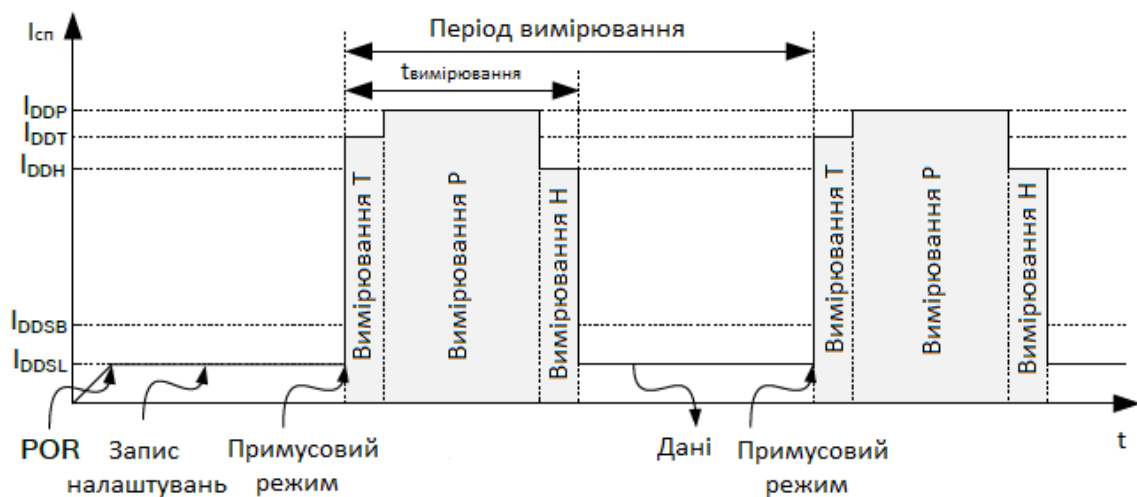 Iсп
Період вимірювання
tвимірювання
IDDP
IDDT
IDDH
IDDSB
IDDSL
Вимірювання T
Вимірювання P
Вимірювання H
Вимірювання T
Вимірювання P
Вимірювання H
POR
Запис
налаштувань
Примусовий
режим
Дані
Примусовий
режим
t